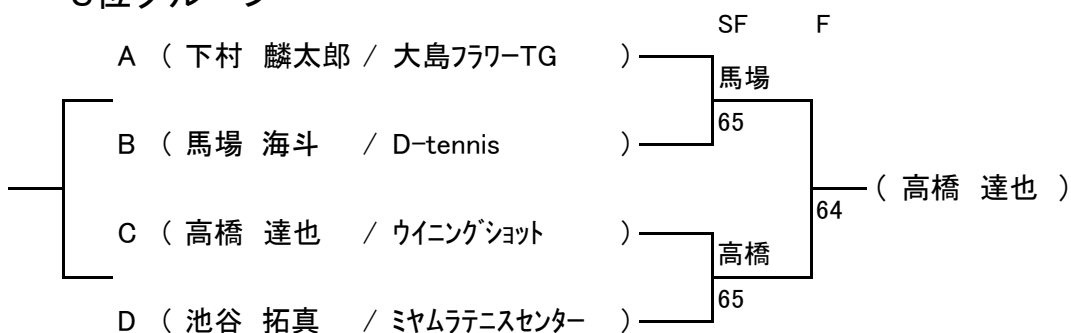 SF F
A ( 下村 麟太郎 / 大島フラワーTG )
馬場
65
B ( 馬場 海斗 / D-tennis )
( 高橋 達也 )
64
C ( 高橋 達也 / ウイニングショット )
高橋
65
D ( 池谷 拓真 / ミヤムラテニスセンター )